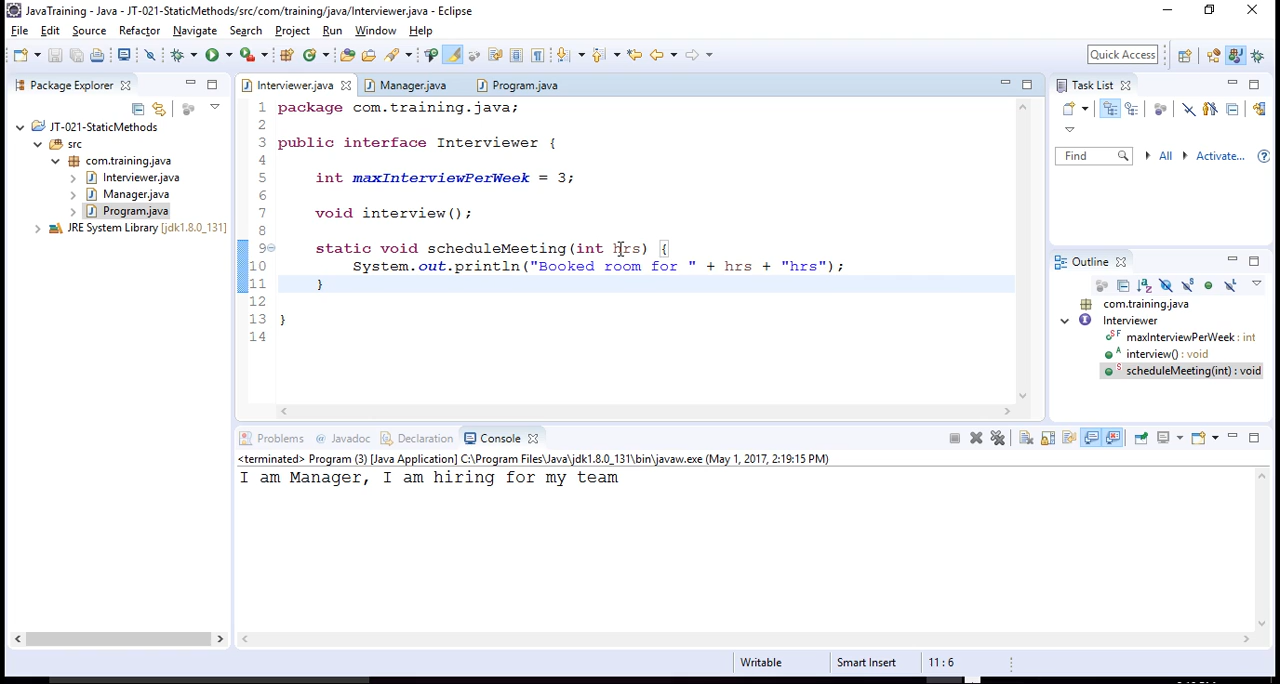 JavaTraining - Java - JT-021-StaticMethods/src/com/training/java/Interviewer.java - Eclipse
File Edit Source Refactor Navigate Search Project Run Window Help
Quick Access
Package Explorer
JT-021-StaticMethods
src
com.training.java
Interviewer.java
Manager.java
Program.java
JRE System Library [jdk1.8.0_131]
Interviewer.java Manager.java Program.java
1 package com.training.java;
2
3 public interface Interviewer {
4
5 int maxInterviewPerWeek = 3;
6
7 void interview();
8
9 static void scheduleMeeting(int hrs) {
10 System.out.println("Booked room for " + hrs + "hrs");
11 }
12
13 }
14
Task List
Find All Activate... ?
Outline
com.training.java
Interviewer
maxInterviewPerWeek : int
interview() : void
scheduleMeeting(int) : void
Problems @ Javadoc Declaration Console
<terminated> Program (3) [Java Application] C:\Program Files\Java\jdk1.8.0_131\bin\javaw.exe (May 1, 2017, 2:19:15 PM)
I am Manager, I am hiring for my team
Writable Smart Insert 11 : 6